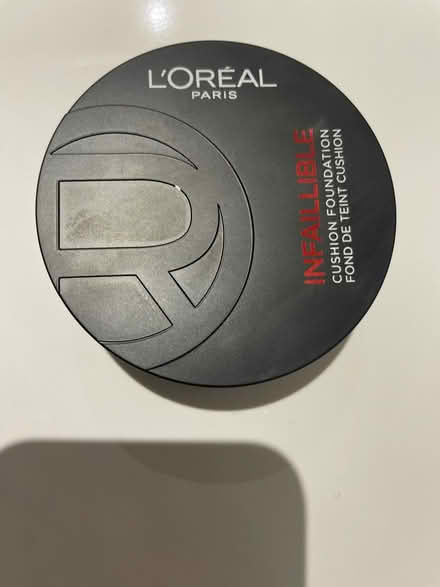 L'ORÉAL
PARIS
INFAILLIBLE
CUSHION FOUNDATION
FOND DE TEINT CUSHION